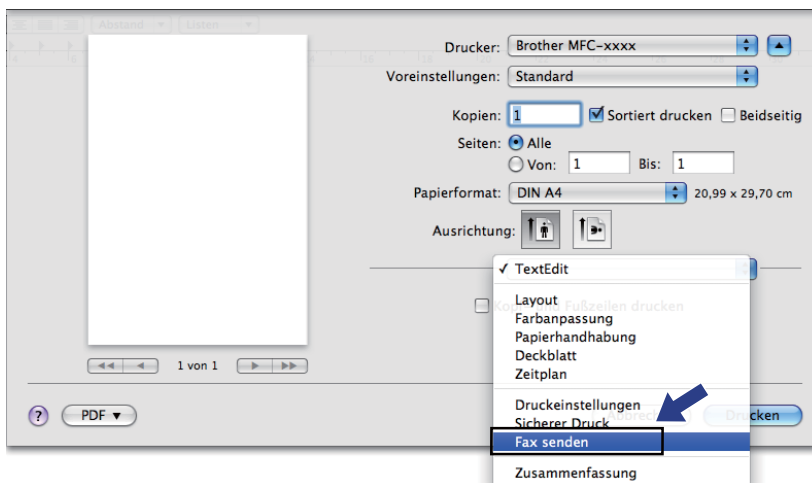 Abstand Listen
Drucker: Brother MFC-xxxx
Voreinstellungen: Standard
Kopien: 1 Sortiert drucken Beidseitig
Seiten: Alle
Von: 1 Bis: 1
Papierformat: DIN A4 20,99 x 29,70 cm
Ausrichtung:
✓ TextEdit
Layout
Farbanpassung
Papierhandhabung
Deckblatt
Zeitplan
Druckeinstellungen
Sicherer Druck
Fax senden
Zusammenfassung
Fußzeilen drucken
1 von 1
? PDF ▼
Drucken